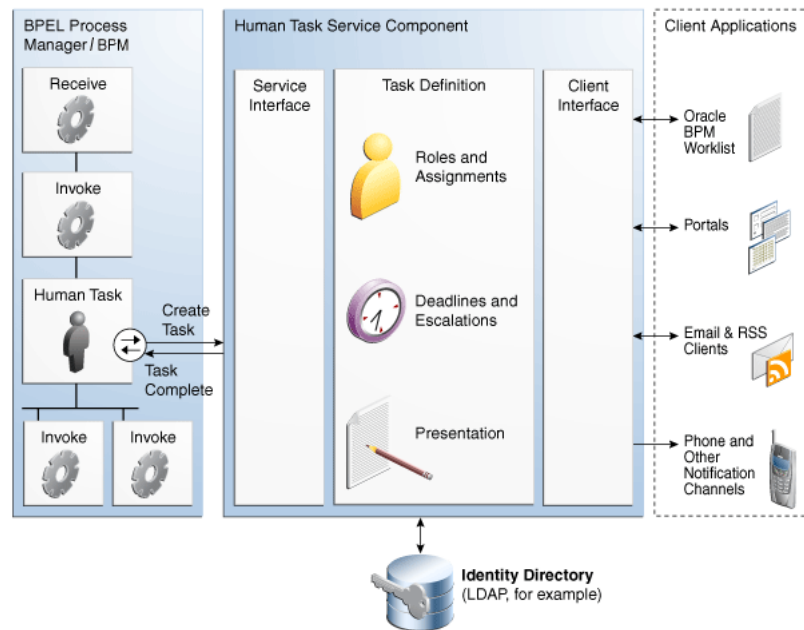 BPEL Process
Manager/BPM
Receive
Invoke
Human Task
Create
Task
Task
Complete
Invoke
Invoke
Human Task Service Component
Service
Interface
Task Definition
Roles and
Assignments
Deadlines and
Escalations
Presentation
Client
Interface
Client Applications
Oracle
BPM
Worklist
Portals
Email & RSS
Clients
Phone and
Other
Notification
Channels
Identity Directory
(LDAP, for example)